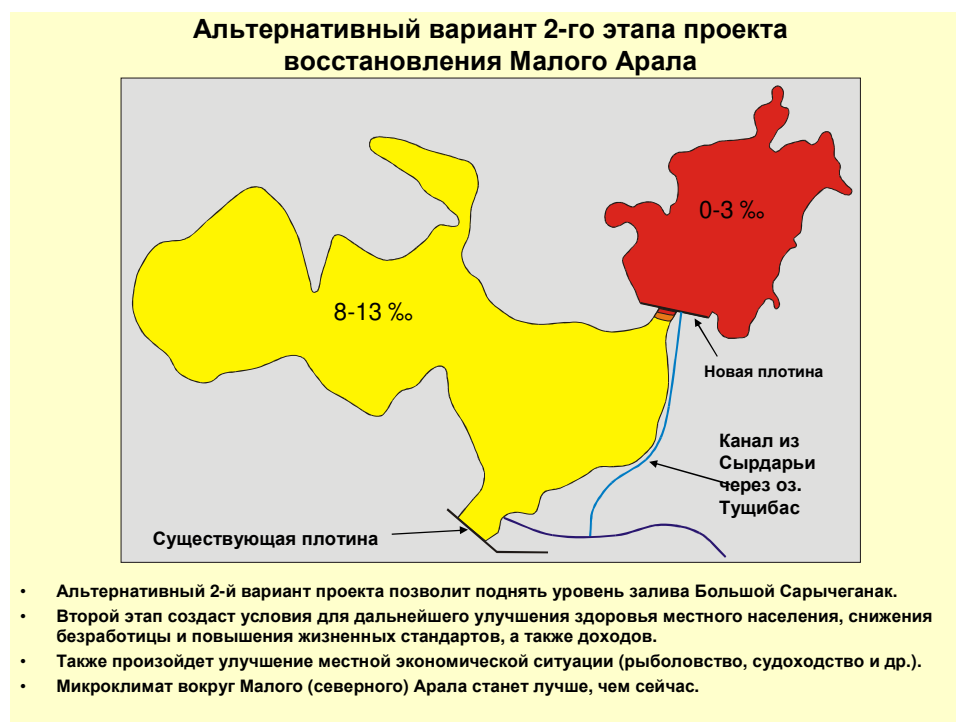 Альтернативный вариант 2-го этапа проекта
восстановления Малого Арала
0-3 ‰
8-13 ‰
Новая плотина
Канал из
Сырдарьи
через оз.
Тущибас
Существующая плотина
• Альтернативный 2-й вариант проекта позволит поднять уровень залива Большой Сарычеганак.
• Второй этап создаст условия для дальнейшего улучшения здоровья местного населения, снижения
безработицы и повышения жизненных стандартов, а также доходов.
• Также произойдет улучшение местной экономической ситуации (рыболовство, судоходство и др.).
• Микроклимат вокруг Малого (северного) Арала станет лучше, чем сейчас.